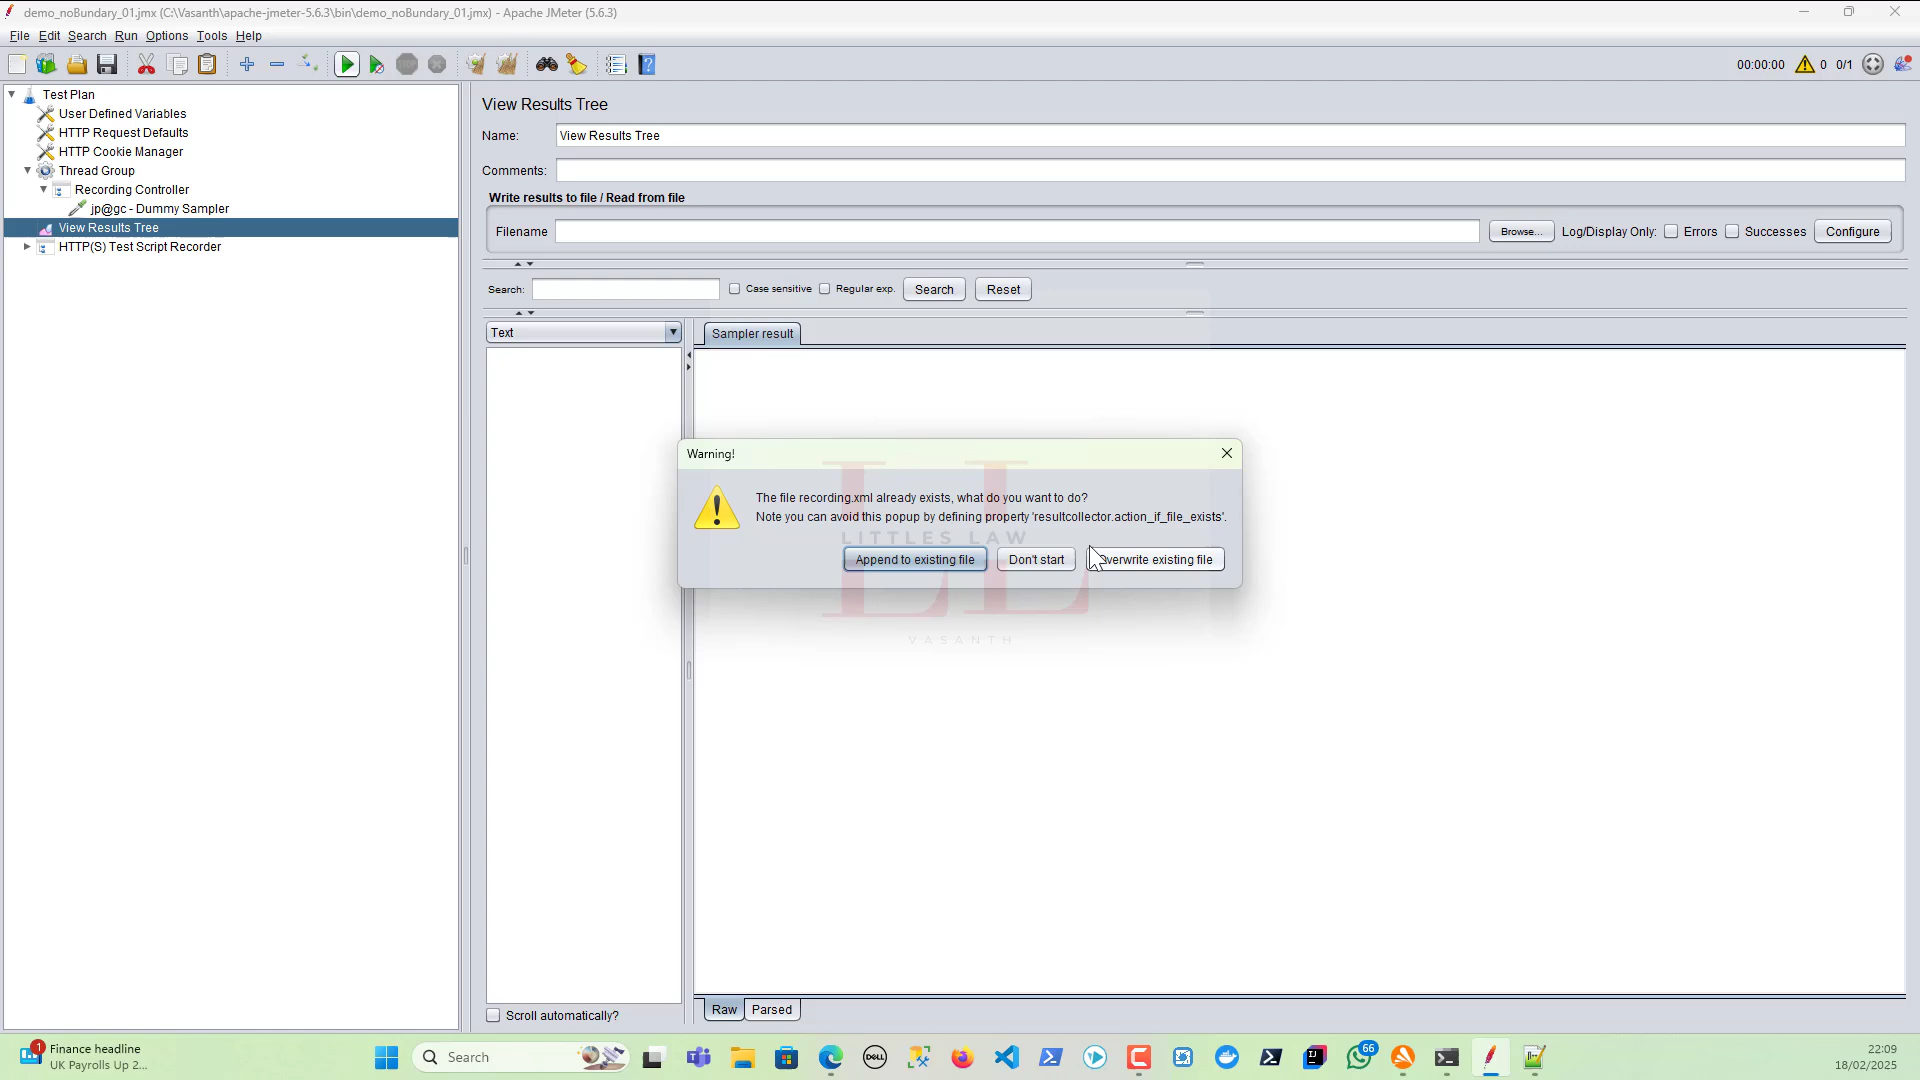 demo_noBundary_01.jmx (C:\Vasanth\apache-jmeter-5.6.3\bin\demo_noBundary_01.jmx) - Apache JMeter (5.6.3)
File Edit Search Run Options Tools Help
00:00:00 0 0/1
Test Plan
User Defined Variables
HTTP Request Defaults
HTTP Cookie Manager
Thread Group
Recording Controller
jp@gc - Dummy Sampler
View Results Tree
HTTP(S) Test Script Recorder
View Results Tree
Name: View Results Tree
Comments:
Write results to file / Read from file
Filename Browse... Log/Display Only: Errors Successes Configure
Search: Case sensitive Regular exp. Search Reset
Text
Sampler result
Warning!
The file recording.xml already exists, what do you want to do?
Note you can avoid this popup by defining property 'resultcollector.action_if_file_exists'.
LITTLES LAW
Append to existing file Don't start Overwrite existing file
LL
VASANTH
Scroll automatically?
Raw Parsed
1
Finance headline
UK Payrolls Up 2...
Search
DELL
66
22:09
18/02/2025